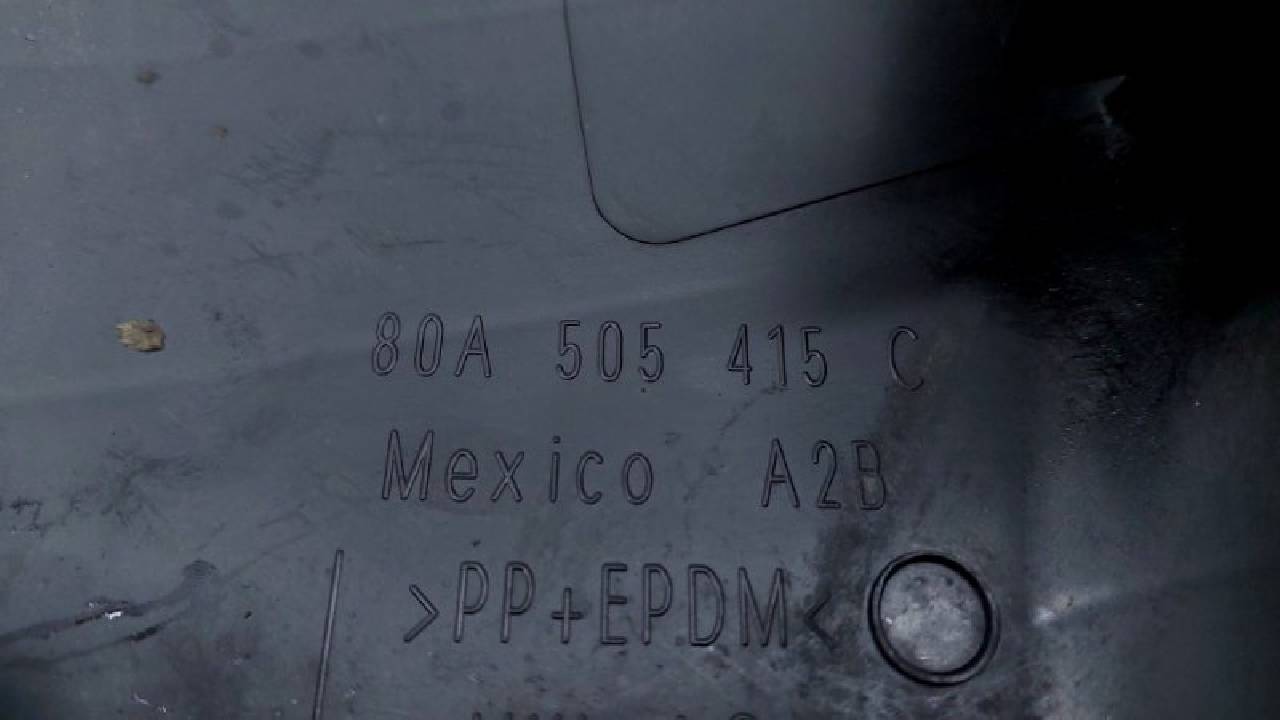 80A 505 415 C
Mexico A2B
>PP+EPDM<